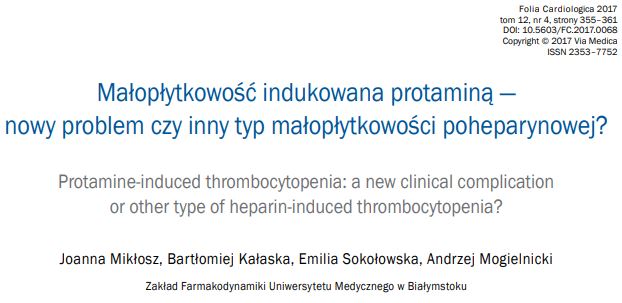 Folia Cardiologica 2017
tom 12, nr 4, strony 355–361
DOI: 10.5603/FC.2017.0068
Copyright © 2017 Via Medica
ISSN 2353–7752
Małopłytkowość indukowana protaminą —
nowy problem czy inny typ małopłytkowości poheparynowej?
Protamine-induced thrombocytopenia: a new clinical complication
or other type of heparin-induced thrombocytopenia?
Joanna Mikłosz, Bartłomiej Kałaska, Emilia Sokołowska, Andrzej Mogielnicki
Zakład Farmakodynamiki Uniwersytetu Medycznego w Białymstoku